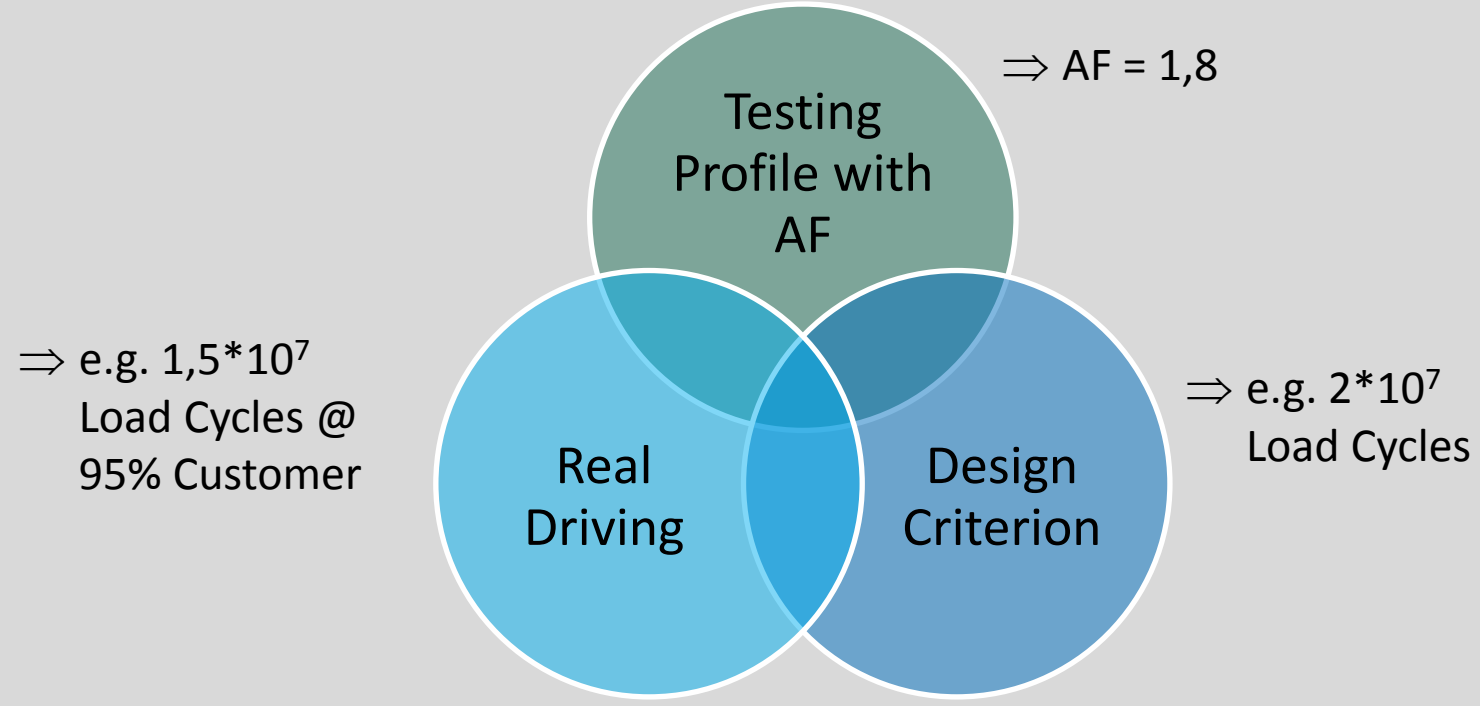 ⇒ AF = 1,8
Testing
Profile with
AF
⇒ e.g. 1,5*10⁷
Load Cycles @
95% Customer
Real
Driving
Design
Criterion
⇒ e.g. 2*10⁷
Load Cycles